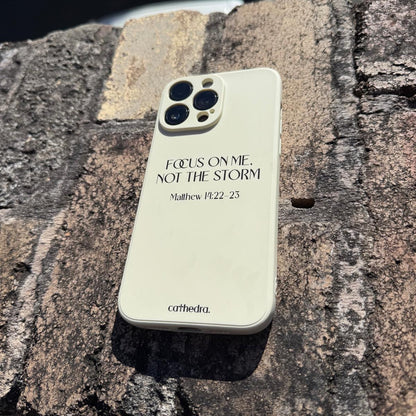 FOCUS ON ME,
NOT THE STORM
Matthew 14:22-23
cathedra.